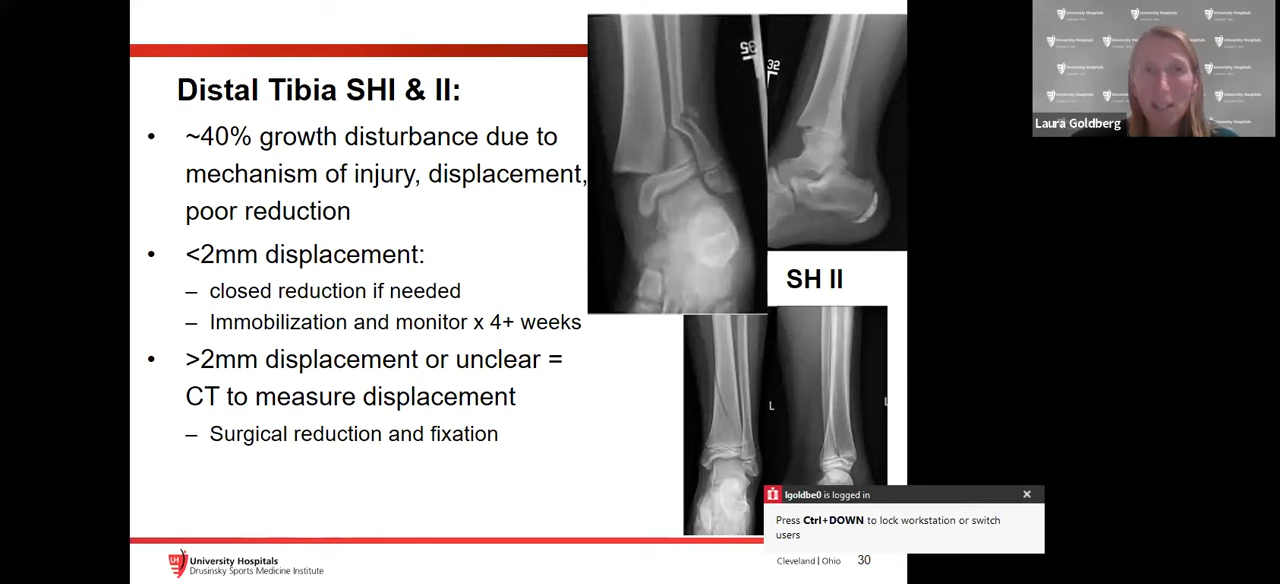 Distal Tibia SHI & II:
• ~40% growth disturbance due to
mechanism of injury, displacement,
poor reduction
• <2mm displacement:
– closed reduction if needed
– Immobilization and monitor x 4+ weeks
• >2mm displacement or unclear =
CT to measure displacement
– Surgical reduction and fixation
32
SH II
L
L
University Hospitals
Drusinsky Sports Medicine Institute
Cleveland | Ohio
30
lgoldbe0 is logged in
Press Ctrl+DOWN to lock workstation or switch
users
University Hospitals
Laura Goldberg